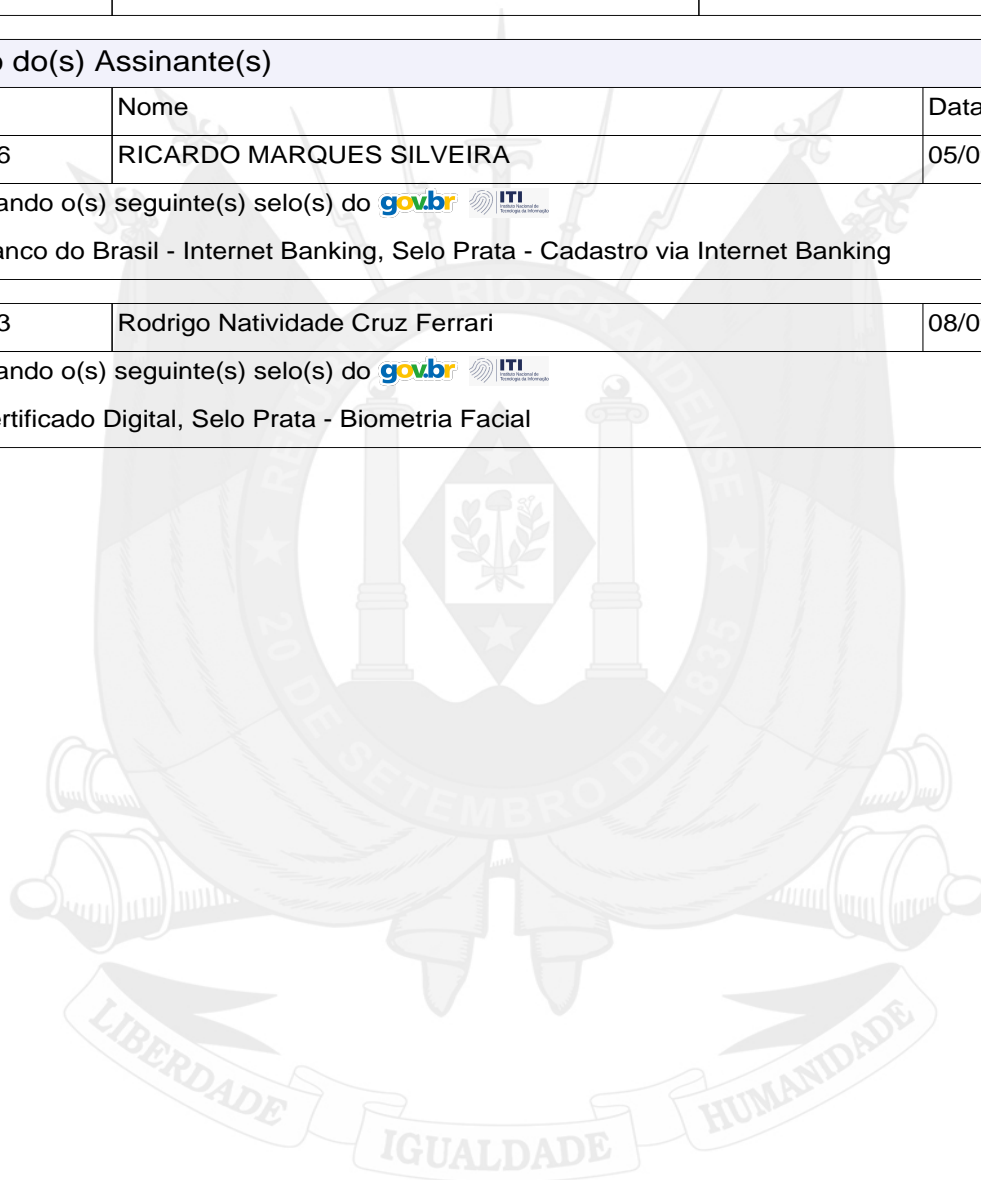 o do(s) Assinante(s)
Nome Data
6 RICARDO MARQUES SILVEIRA 05/0
ando o(s) seguinte(s) selo(s) do gov.br ITI
anco do Brasil - Internet Banking, Selo Prata - Cadastro via Internet Banking
3 Rodrigo Natividade Cruz Ferrari 08/0
ando o(s) seguinte(s) selo(s) do gov.br ITI
ertificado Digital, Selo Prata - Biometria Facial
REPÚBLICA RIO-GRANDENSE
20 DE SETEMBRO DE 1835
LIBERDADE IGUALDADE HUMANIDADE